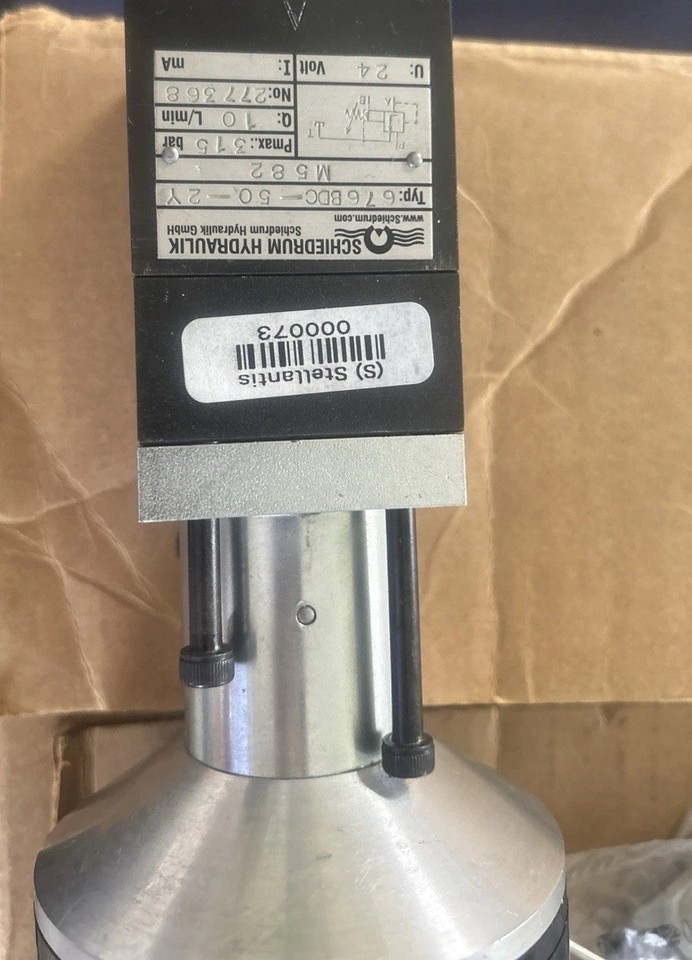 SCHIEDRUM HYDRAULIK
Schiedrum Hydraulik GmbH
www.Schiedrum.com
Typ: 676BDC-50-2Y
M582
Pmax.: 315 bar
Q: 10 L/min
No: 277368
U: 24 Volt
I: mA
P
T
A
B
(S) Stellantis
000073